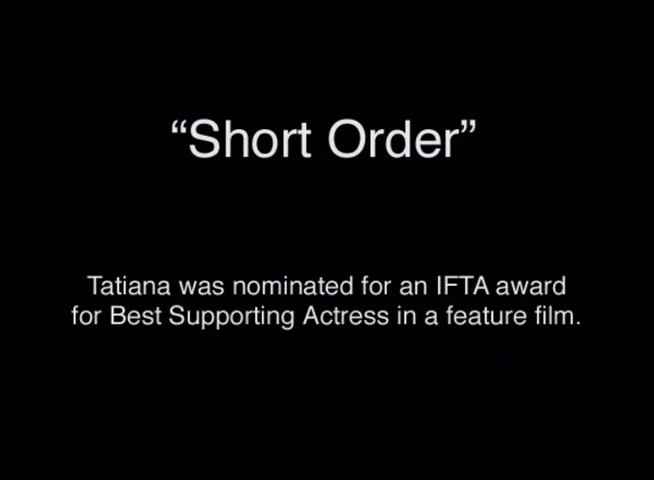 “Short Order”
Tatiana was nominated for an IFTA award
for Best Supporting Actress in a feature film.